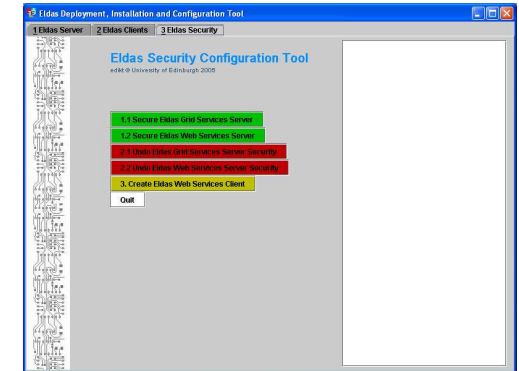 Eldas Deployment, Installation and Configuration Tool
1 Eldas Server 2 Eldas Clients 3 Eldas Security
Eldas Security Configuration Tool
edikt @ University of Edinburgh 2005
1.1 Secure Eldas Grid Services Server
1.2 Secure Eldas Web Services Server
2.1 Undo Eldas Grid Services Server Security
2.2 Undo Eldas Web Services Server Security
3. Create Eldas Web Services Client
Quit